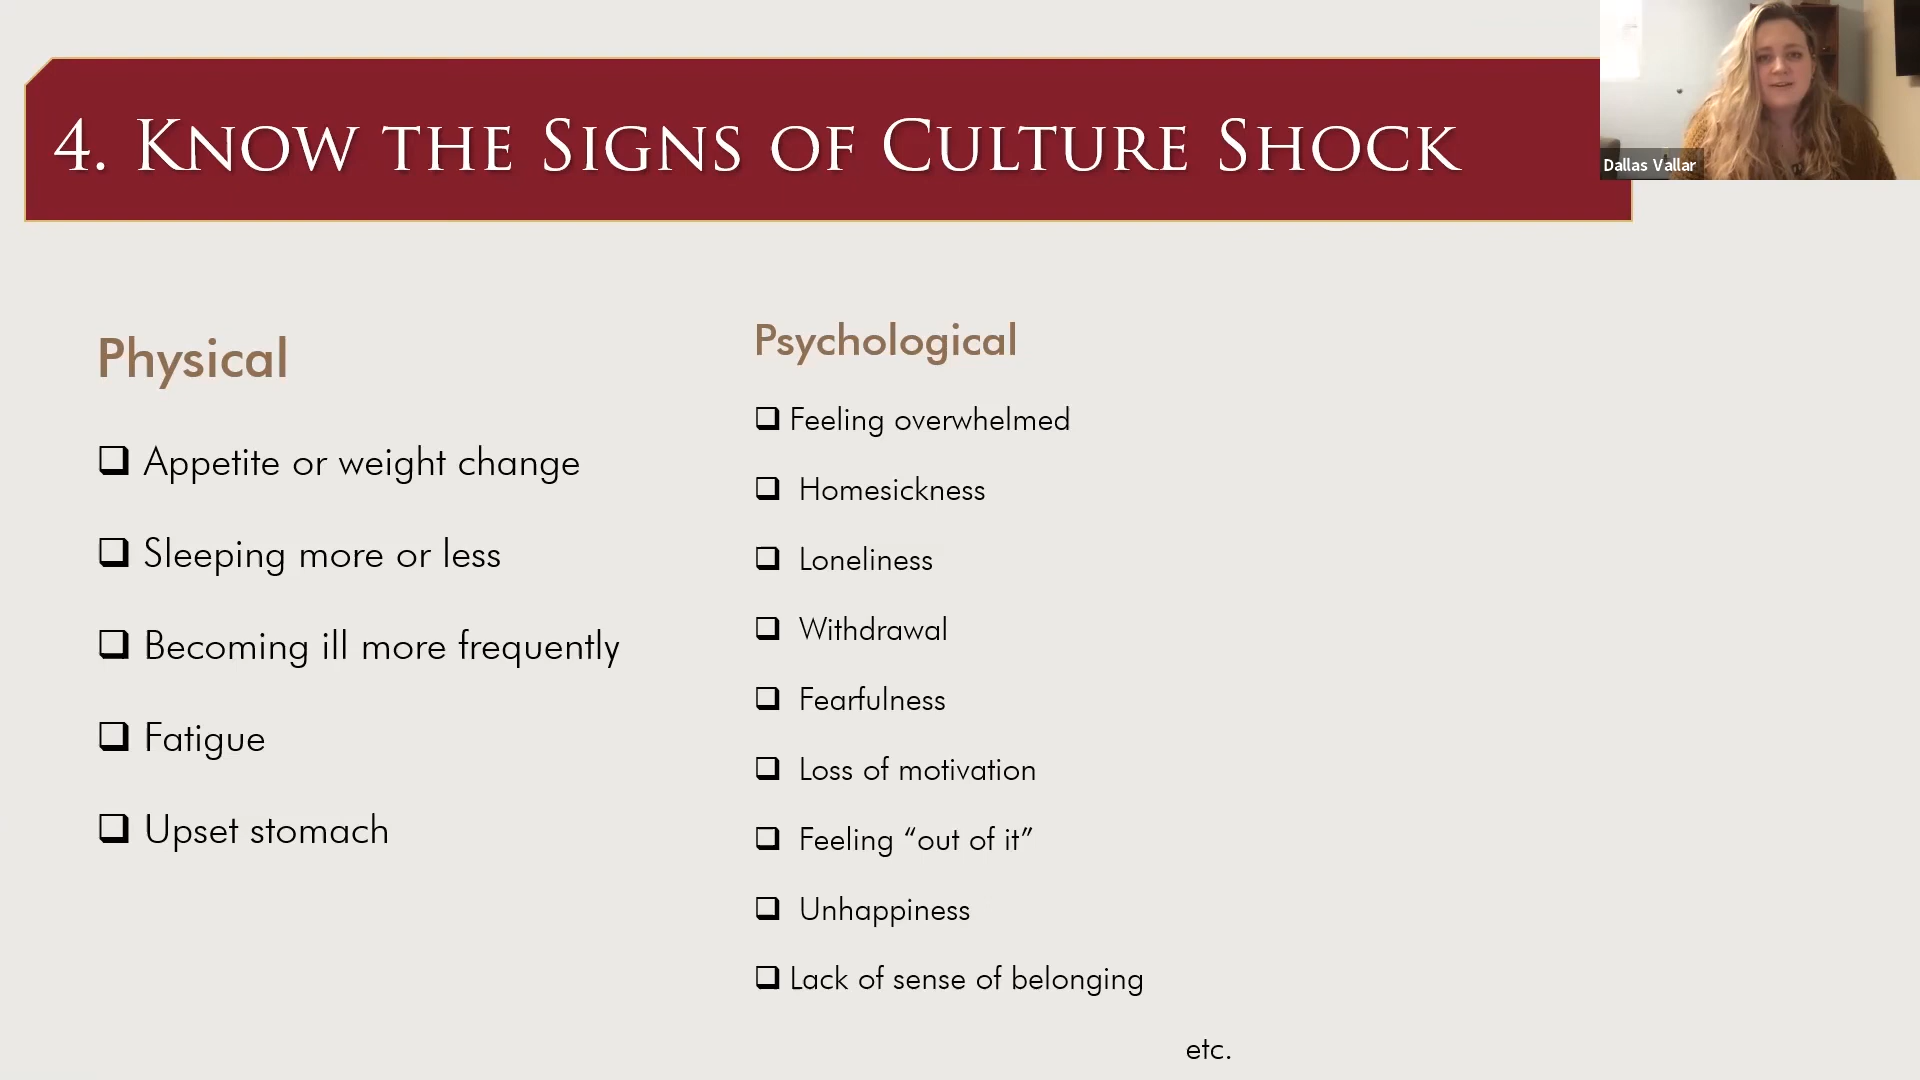 4. Know the Signs of Culture Shock
Dallas Vallar
Physical
Appetite or weight change
Sleeping more or less
Becoming ill more frequently
Fatigue
Upset stomach
Psychological
Feeling overwhelmed
Homesickness
Loneliness
Withdrawal
Fearfulness
Loss of motivation
Feeling “out of it”
Unhappiness
Lack of sense of belonging
etc.